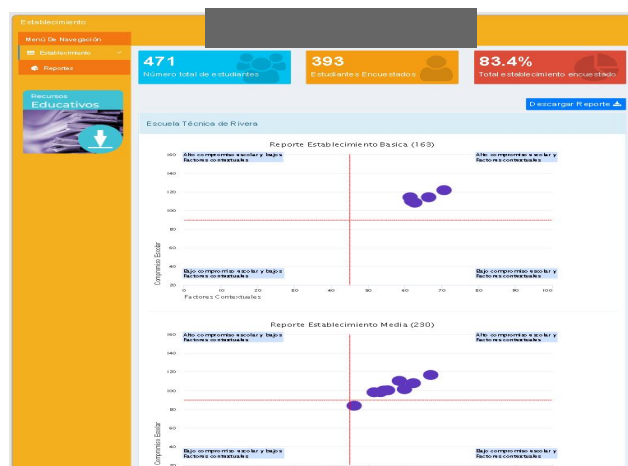 Establecimiento
Menú De Navegación
Establecimiento
Reportes
Recursos
Educativos
471
Número total de estudiantes
393
Estudiantes Encuestados
83.4%
Total establecimiento encuestado
Descargar Reporte
Escuela Técnica de Rivera
Reporte Establecimiento Basica (163)
160
Alto compromiso escolar y bajos
Factores contextuales
Alto compromiso escolar y
Factores contextuales
140
120
100
80
60
Compromiso Escolar
40
Bajo compromiso escolar y bajos
Factores contextuales
Bajo compromiso escolar y
Factores contextuales
20
0 10 20 30 40 50 60 70 80 90 100
Factores Contextuales
Reporte Establecimiento Media (230)
160
Alto compromiso escolar y bajos
Factores contextuales
Alto compromiso escolar y
Factores contextuales
140
120
100
80
60
Compromiso Escolar
40
Bajo compromiso escolar y bajos
Factores contextuales
Bajo compromiso escolar y
Factores contextuales
20